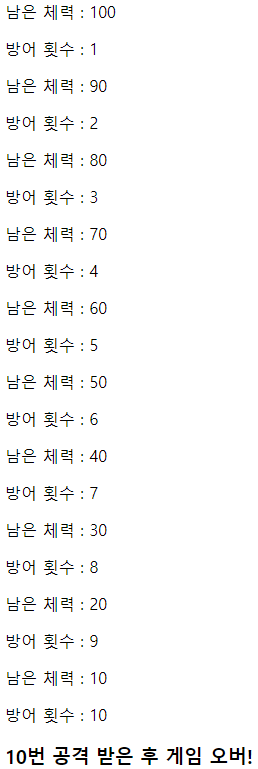 남은 체력 : 100
방어 횟수 : 1
남은 체력 : 90
방어 횟수 : 2
남은 체력 : 80
방어 횟수 : 3
남은 체력 : 70
방어 횟수 : 4
남은 체력 : 60
방어 횟수 : 5
남은 체력 : 50
방어 횟수 : 6
남은 체력 : 40
방어 횟수 : 7
남은 체력 : 30
방어 횟수 : 8
남은 체력 : 20
방어 횟수 : 9
남은 체력 : 10
방어 횟수 : 10
10번 공격 받은 후 게임 오버!